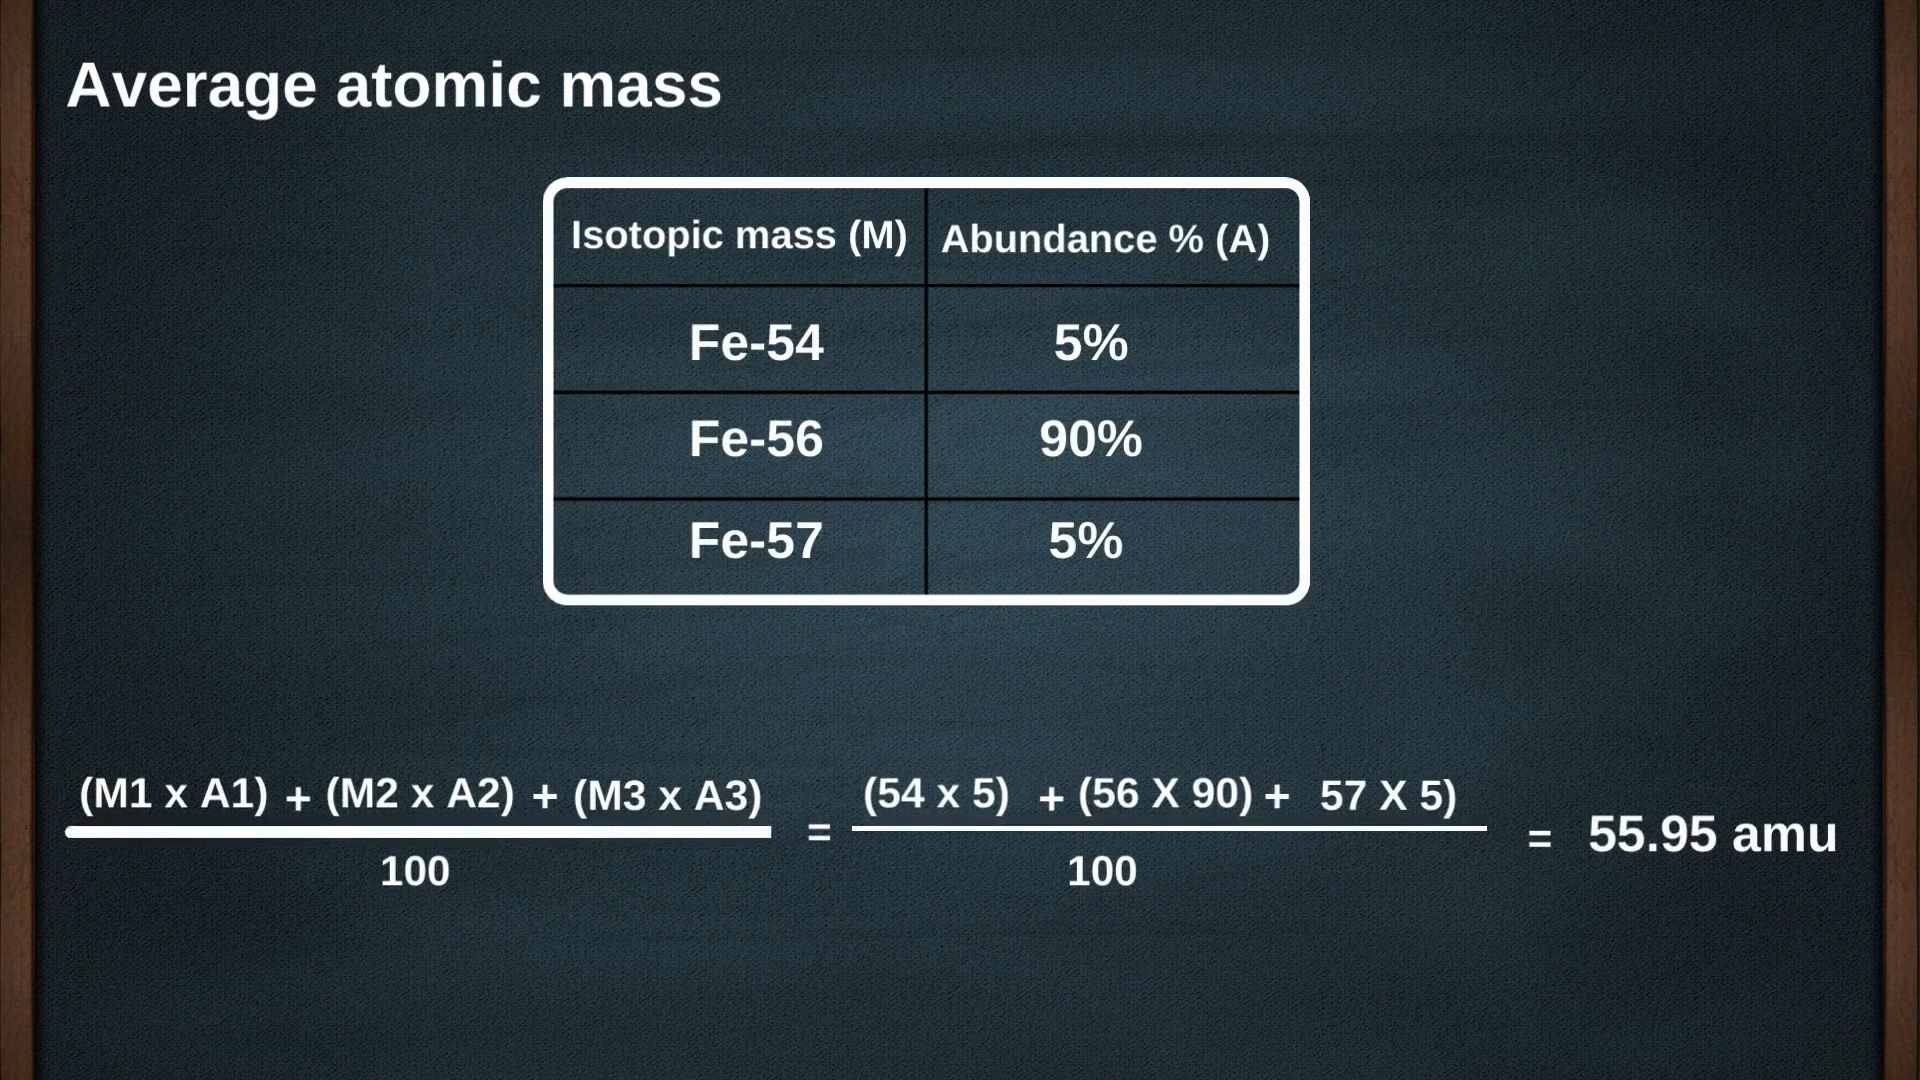 Average atomic mass
Isotopic mass (M) Abundance % (A)
Fe-54 5%
Fe-56 90%
Fe-57 5%
(M1 x A1) + (M2 x A2) + (M3 x A3) = (54 x 5) + (56 X 90) + 57 X 5) = 55.95 amu
100 100